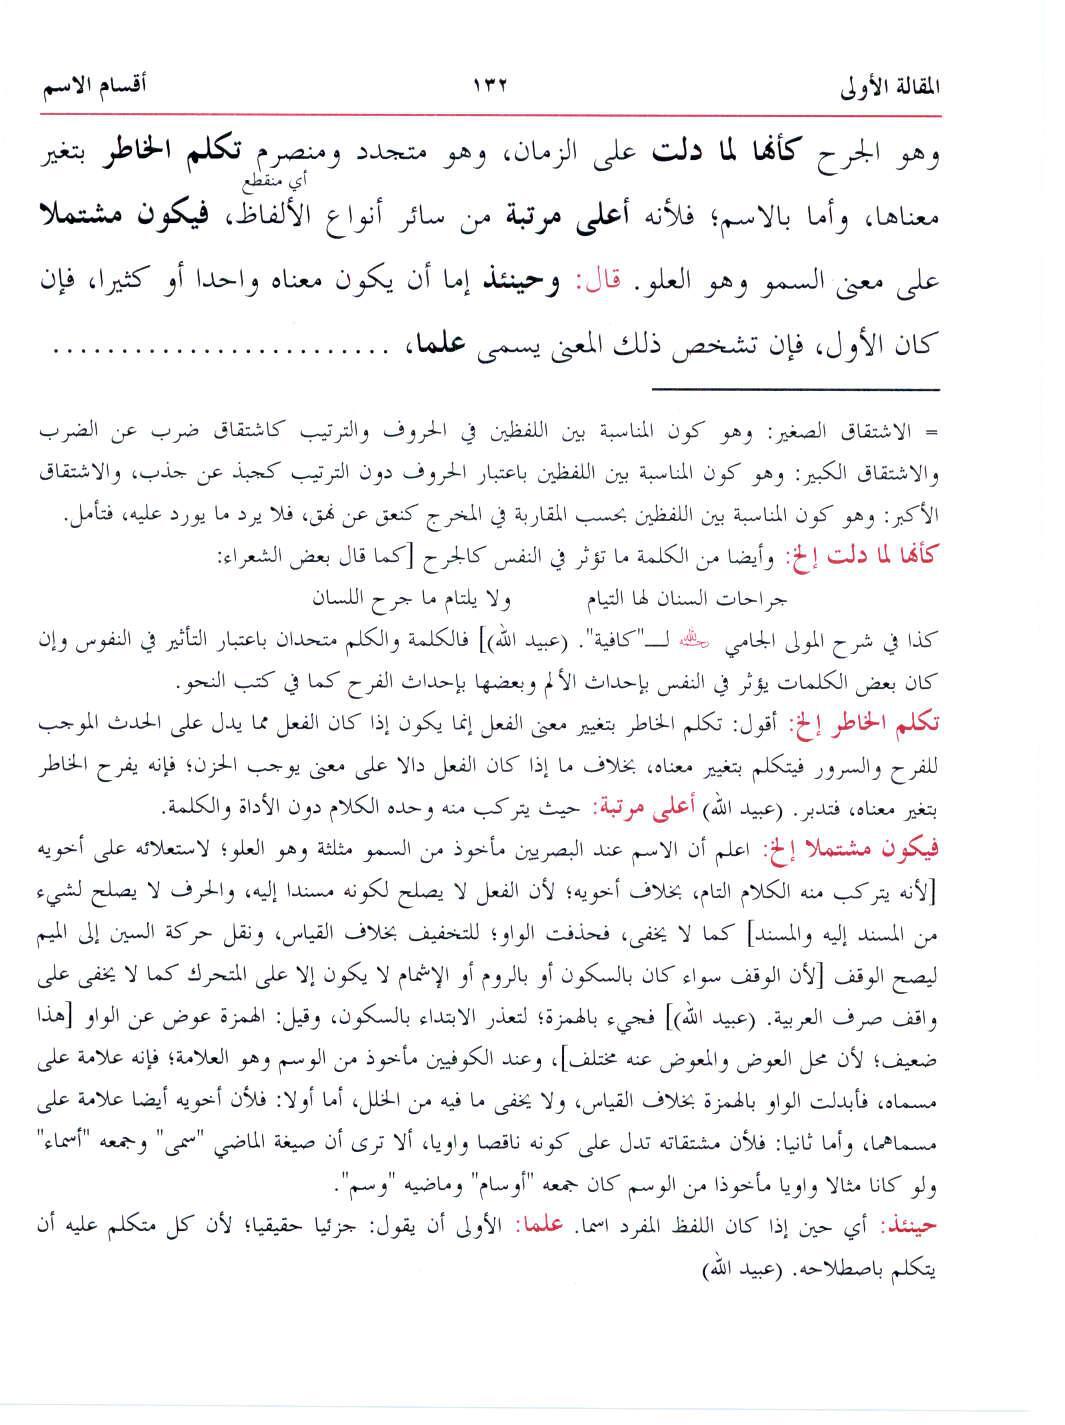 المقالة الأولى ١٣٢ أقسام الاسم
وهو الجرح كأنها لما دلت على الزمان، وهو متجدد ومنصرم تكلم الخاطر بتغير
أي منقطع
معناها، وأما بالاسم؛ فلأنه أعلى مرتبة من سائر أنواع الألفاظ، فيكون مشتملا
على معنى السمو وهو العلو. قال: وحينئذ إما أن يكون معناه واحدا أو كثيرا، فإن
كان الأول، فإن تشخص ذلك المعنى يسمى علما، .........................
= الاشتقاق الصغير: وهو كون المناسبة بين اللفظين في الحروف والترتيب كاشتقاق ضرب عن الضرب
والاشتقاق الكبير: وهو كون المناسبة بين اللفظين باعتبار الحروف دون الترتيب كجبذ عن جذب، والاشتقاق
الأكبر: وهو كون المناسبة بين اللفظين بحسب المقاربة في المخرج كنعق عن نهق، فلا يرد ما يورد عليه، فتأمل.
كأنها لما دلت إلخ: وأيضا من الكلمة ما تؤثر في النفس كالجرح [كما قال بعض الشعراء:
جراحات السنان لها التيام ولا يلتام ما جرح اللسان
كذا في شرح المولى الجامي رحمه الله لــ"كافية". (عبيد الله)] فالكلمة والكلم متحدان باعتبار التأثير في النفوس وإن
كان بعض الكلمات يؤثر في النفس بإحداث الألم وبعضها بإحداث الفرح كما في كتب النحو.
تكلم الخاطر إلخ: أقول: تكلم الخاطر بتغيير معنى الفعل إنما يكون إذا كان الفعل مما يدل على الحدث الموجب
للفرح والسرور فيتكلم بتغيير معناه، بخلاف ما إذا كان الفعل دالا على معنى يوجب الحزن؛ فإنه يفرح الخاطر
بتغير معناه، فتدبر. (عبيد الله) أعلى مرتبة: حيث يتركب منه وحده الكلام دون الأداة والكلمة.
فيكون مشتملا إلخ: اعلم أن الاسم عند البصريين مأخوذ من السمو مثلثة وهو العلو؛ لاستعلائه على أخويه
[لأنه يتركب منه الكلام التام، بخلاف أخويه؛ لأن الفعل لا يصلح لكونه مسندا إليه، والحرف لا يصلح لشيء
من المسند إليه والمسند] كما لا يخفى، فحذفت الواو؛ للتخفيف بخلاف القياس، ونقل حركة السين إلى الميم
ليصح الوقف [لأن الوقف سواء كان بالسكون أو بالروم أو الإشمام لا يكون إلا على المتحرك كما لا يخفى على
واقف صرف العربية. (عبيد الله)] فجيء بالهمزة؛ لتعذر الابتداء بالسكون، وقيل: الهمزة عوض عن الواو [هذا
ضعيف؛ لأن محل العوض والمعوض عنه مختلف]، وعند الكوفيين مأخوذ من الوسم وهو العلامة؛ فإنه علامة على
مسماه، فأبدلت الواو بالهمزة بخلاف القياس، ولا يخفى ما فيه من الخلل، أما أولا: فلأن أخويه أيضا علامة على
مسماهما، وأما ثانيا: فلأن مشتقاته تدل على كونه ناقصا واويا، ألا ترى أن صيغة الماضي "سمى" وجمعه "أسماء"
ولو كانا مثالا واويا مأخوذا من الوسم كان جمعه "أوسام" وماضيه "وسم".
حينئذ: أي حين إذا كان اللفظ المفرد اسما. علما: الأولى أن يقول: جزئيا حقيقيا؛ لأن كل متكلم عليه أن
يتكلم باصطلاحه. (عبيد الله)